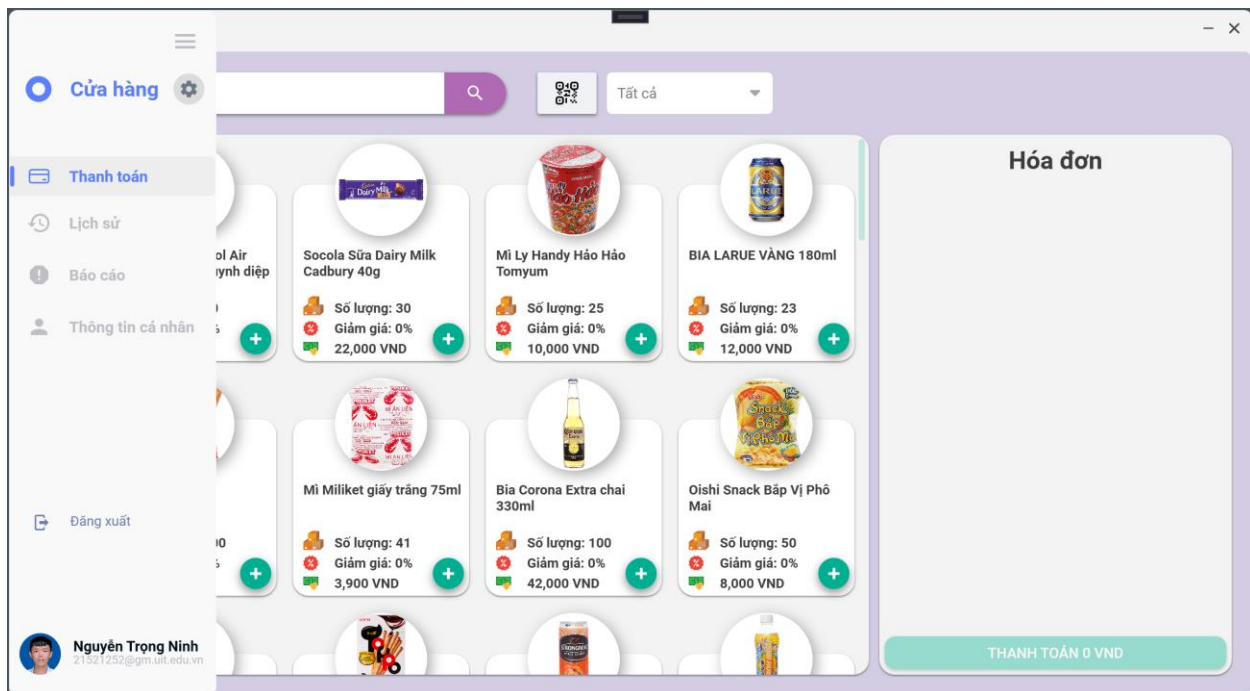 Cửa hàng
Tất cả
Thanh toán
Lịch sử
Báo cáo
Thông tin cá nhân
Đăng xuất
Nguyễn Trọng Ninh
21521252@gm.uit.edu.vn
ol Air
ynh diệp
Socola Sữa Dairy Milk
Cadbury 40g
Số lượng: 30
Giảm giá: 0%
22,000 VND
Mì Ly Handy Hảo Hảo
Tomyum
Số lượng: 25
Giảm giá: 0%
10,000 VND
BIA LARUE VÀNG 180ml
Số lượng: 23
Giảm giá: 0%
12,000 VND
Mì Miliket giấy trắng 75ml
Số lượng: 41
Giảm giá: 0%
3,900 VND
Bia Corona Extra chai
330ml
Số lượng: 100
Giảm giá: 0%
42,000 VND
Oishi Snack Bắp Vị Phô
Mai
Số lượng: 50
Giảm giá: 0%
8,000 VND
Hóa đơn
THANH TOÁN 0 VND